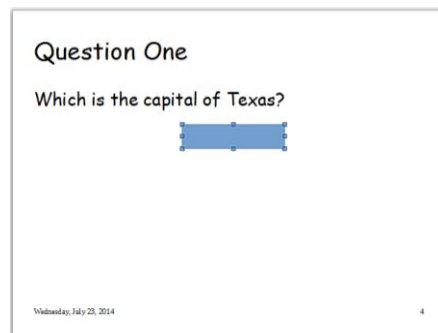 Question One
Which is the capital of Texas?
Wednesday, July 23, 2014
4